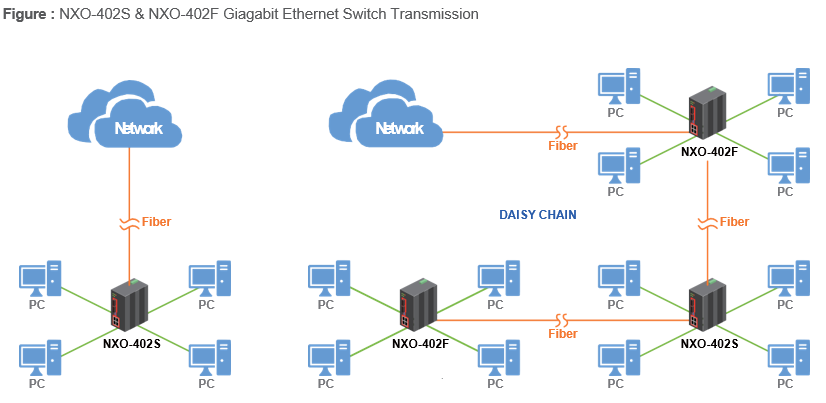 Figure : NXO-402S & NXO-402F Giagabit Ethernet Switch Transmission
Network
Network
Fiber
PC
PC
NXO-402F
PC
PC
DAISY CHAIN
Fiber
Fiber
PC
PC
NXO-402S
PC
PC
PC
PC
NXO-402F
PC
PC
Fiber
PC
PC
NXO-402S
PC
PC